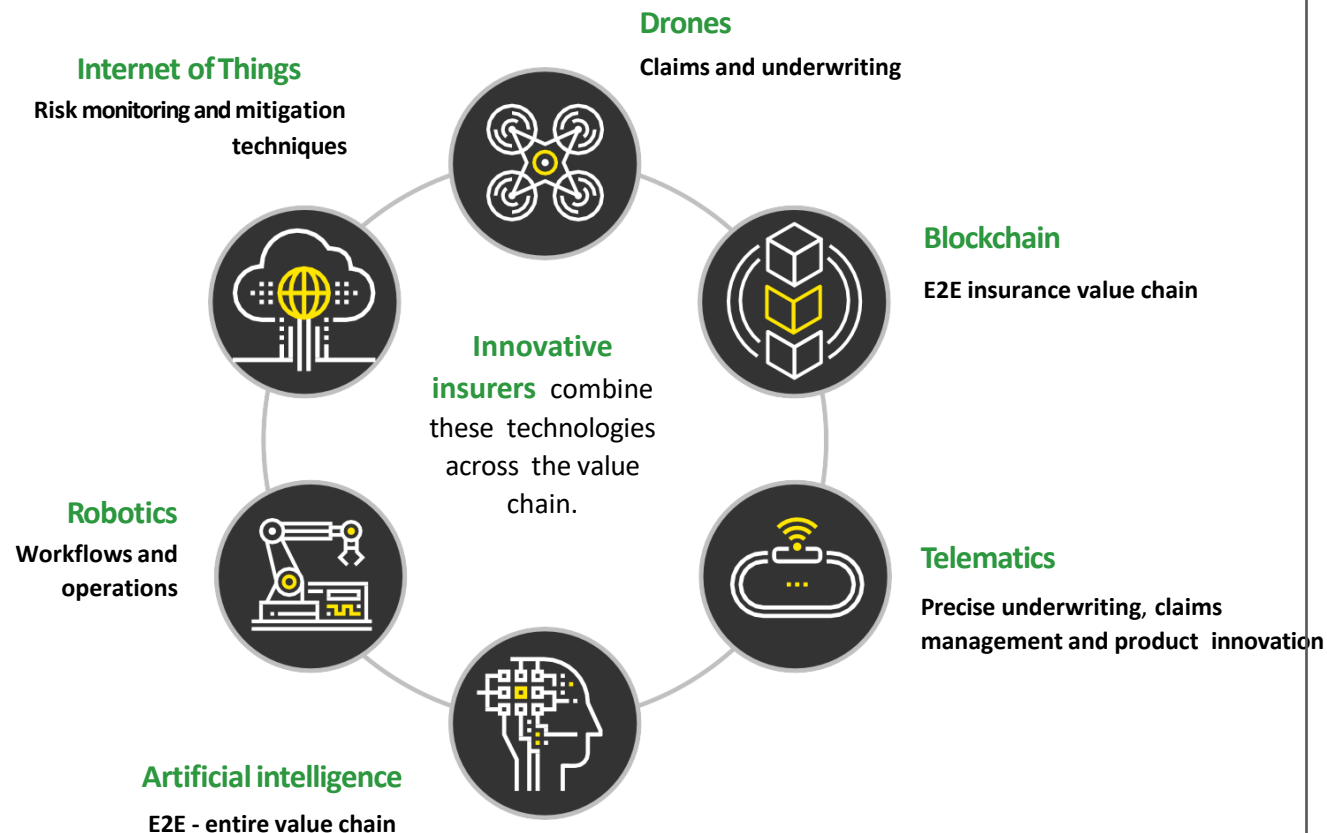 Drones
Claims and underwriting
Internet of Things
Risk monitoring and mitigation
techniques
Blockchain
E2E insurance value chain
Innovative
insurers combine
these technologies
across the value
chain.
Robotics
Workflows and
operations
Telematics
Precise underwriting, claims
management and product innovation
Artificial intelligence
E2E - entire value chain